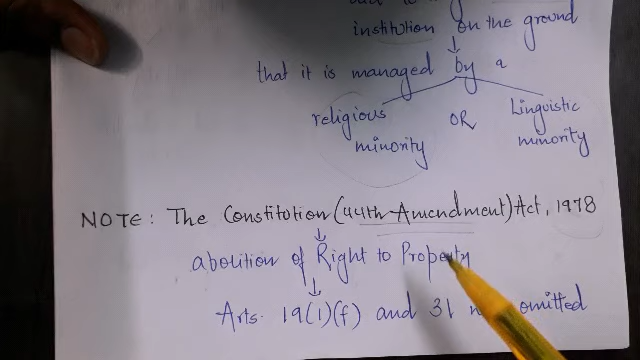 institution on the ground
that it is managed by a
religious minority OR Linguistic minority
NOTE: The Constitution (44th Amendment) Act, 1978
abolition of Right to Property
Arts. 19(1)(f) and 31 omitted